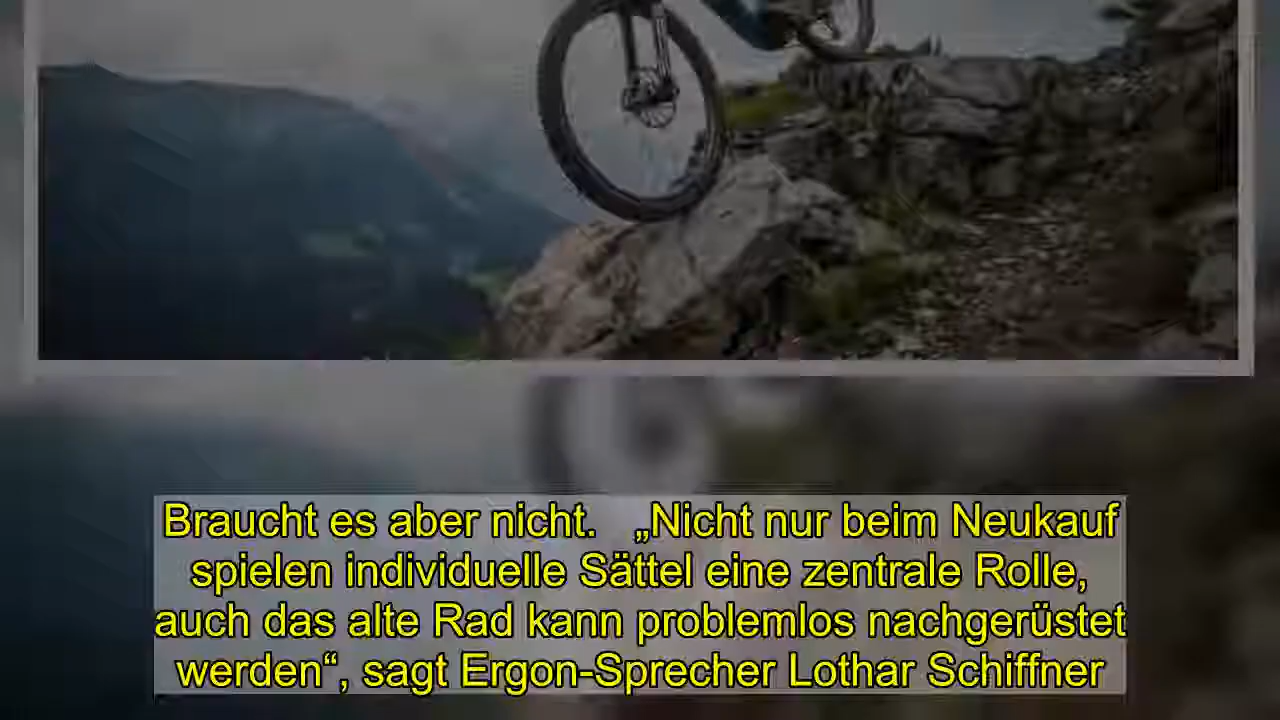 Braucht es aber nicht. „Nicht nur beim Neukauf
spielen individuelle Sättel eine zentrale Rolle,
auch das alte Rad kann problemlos nachgerüstet
werden“, sagt Ergon-Sprecher Lothar Schiffner